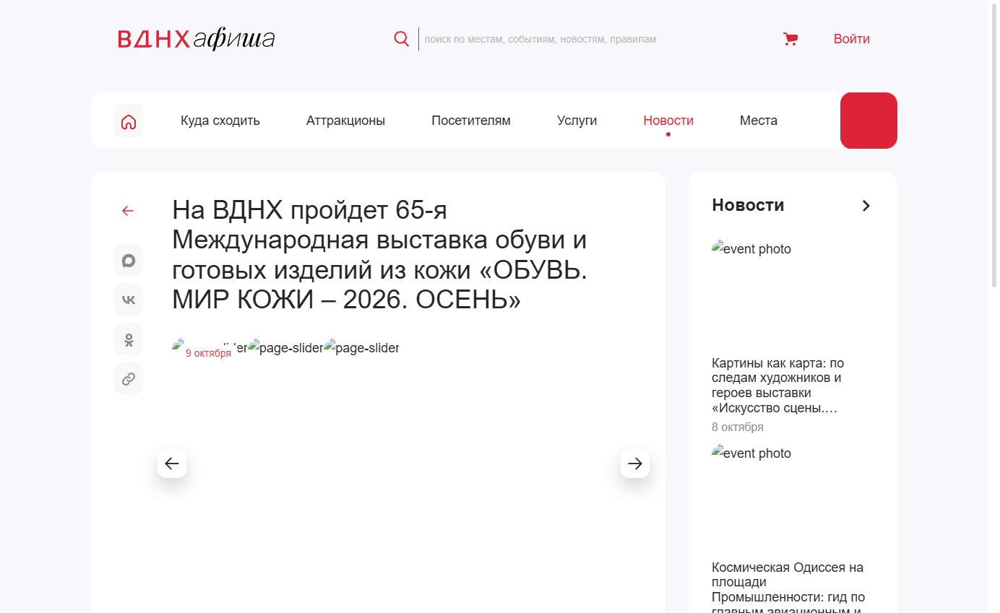 ВДНХ афиша
поиск по местам, событиям, новостям, правилам
Войти
Куда сходить
Аттракционы
Посетителям
Услуги
Новости
Места
На ВДНХ пройдет 65-я
Международная выставка обуви и
готовых изделий из кожи «ОБУВЬ.
МИР КОЖИ – 2026. ОСЕНЬ»
9 октября
page-slider
page-slider
Новости
event photo
Картины как карта: по
следам художников и
героев выставки
«Искусство сцены.…
8 октября
event photo
Космическая Одиссея на
площади
Промышленности: гид по
главным авиационным и